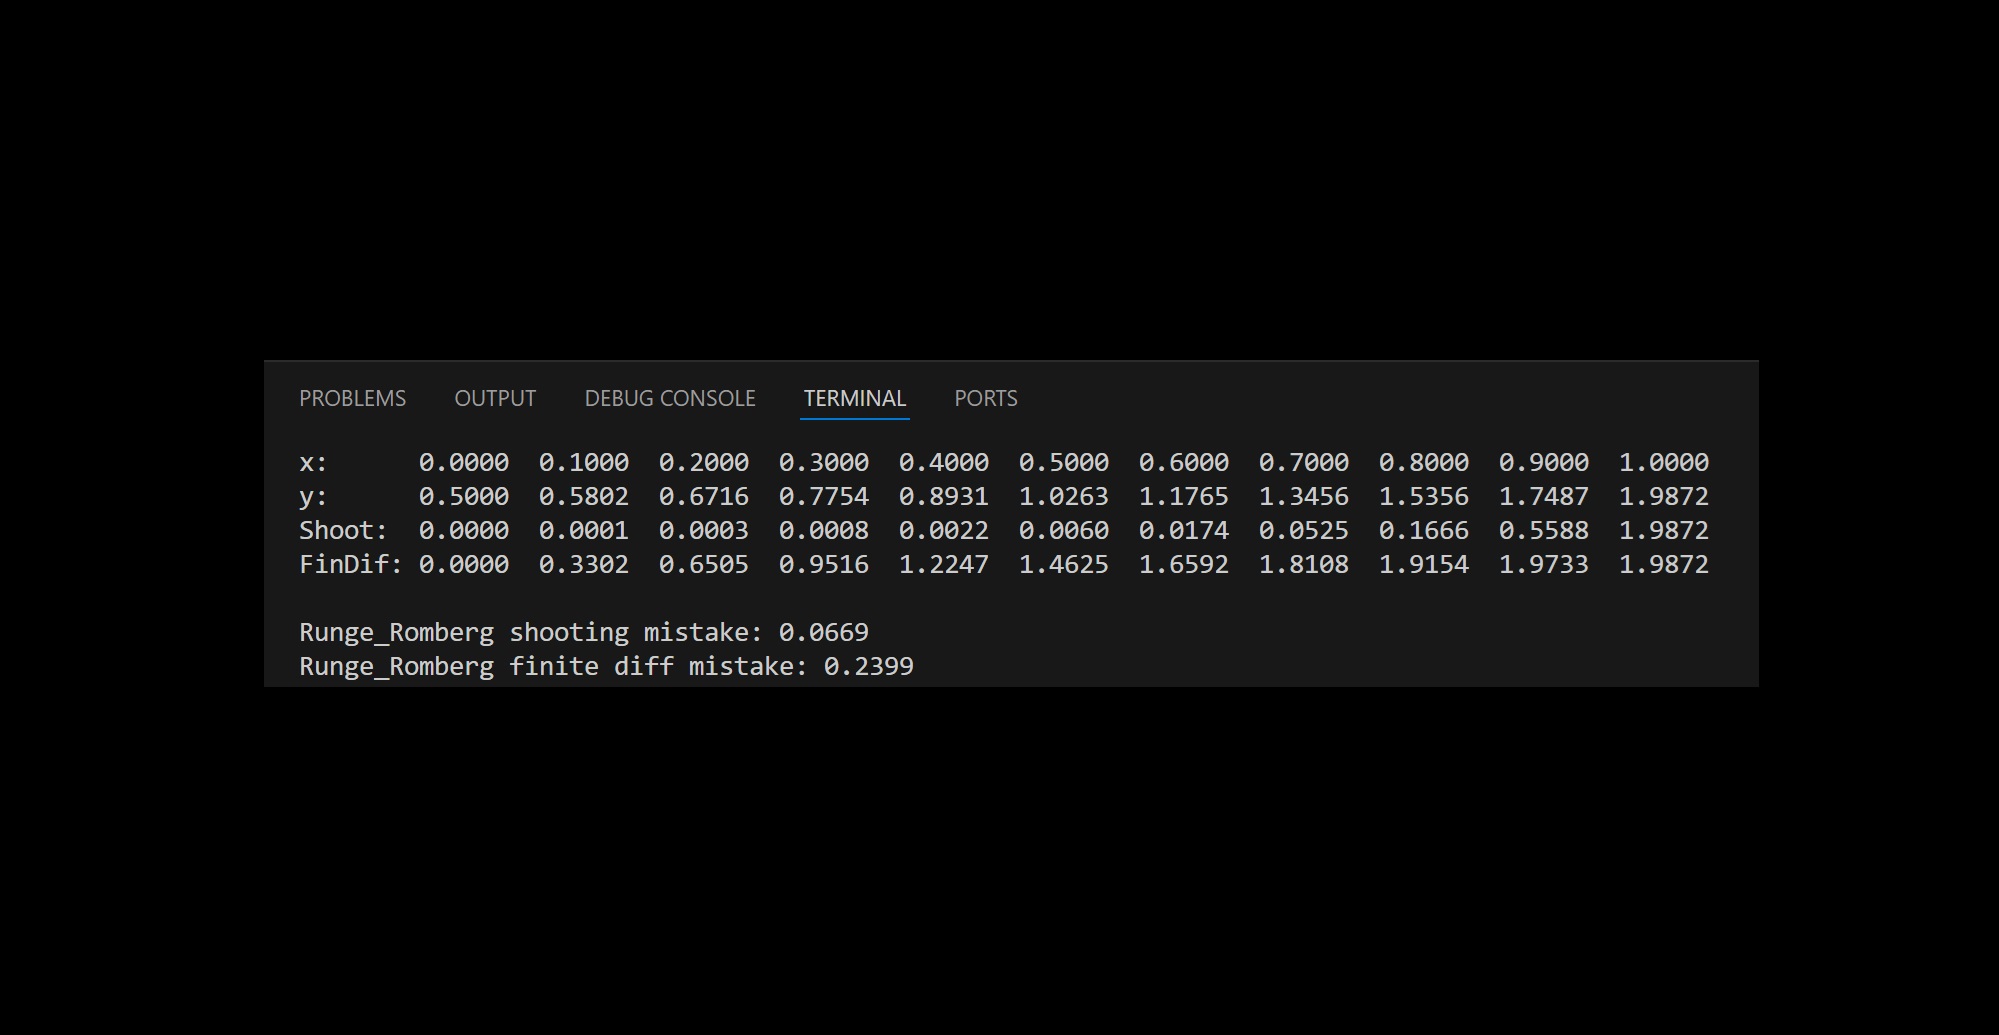 PROBLEMS OUTPUT DEBUG CONSOLE TERMINAL PORTS
x: 0.0000 0.1000 0.2000 0.3000 0.4000 0.5000 0.6000 0.7000 0.8000 0.9000 1.0000
y: 0.5000 0.5802 0.6716 0.7754 0.8931 1.0263 1.1765 1.3456 1.5356 1.7487 1.9872
Shoot: 0.0000 0.0001 0.0003 0.0008 0.0022 0.0060 0.0174 0.0525 0.1666 0.5588 1.9872
FinDif: 0.0000 0.3302 0.6505 0.9516 1.2247 1.4625 1.6592 1.8108 1.9154 1.9733 1.9872
Runge_Romberg shooting mistake: 0.0669
Runge_Romberg finite diff mistake: 0.2399